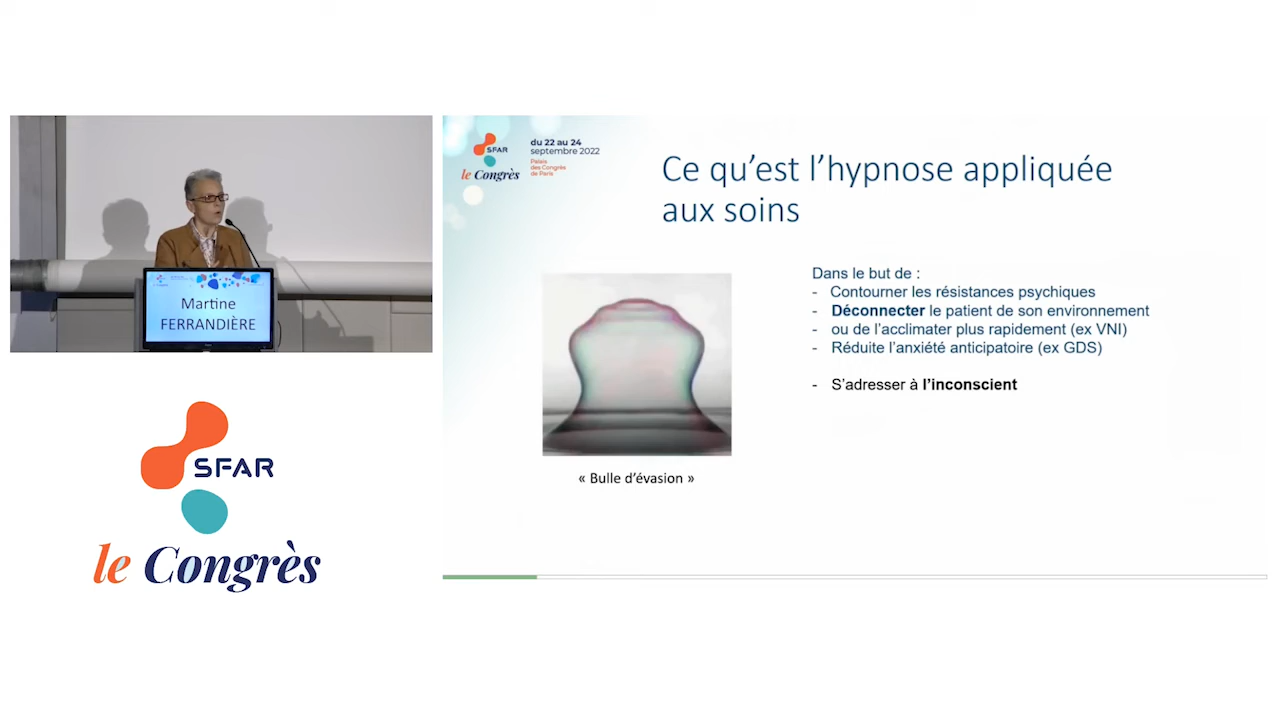 Martine
FERRANDIÈRE
SFAR
le Congrès
SFAR
le Congrès
du 22 au 24
septembre 2022
Palais
des Congrès
de Paris
Ce qu’est l’hypnose appliquée
aux soins
Dans le but de :
- Contourner les résistances psychiques
- Déconnecter le patient de son environnement
- ou de l’acclimater plus rapidement (ex VNI)
- Réduite l’anxiété anticipatoire (ex GDS)
- S’adresser à l’inconscient
« Bulle d’évasion »